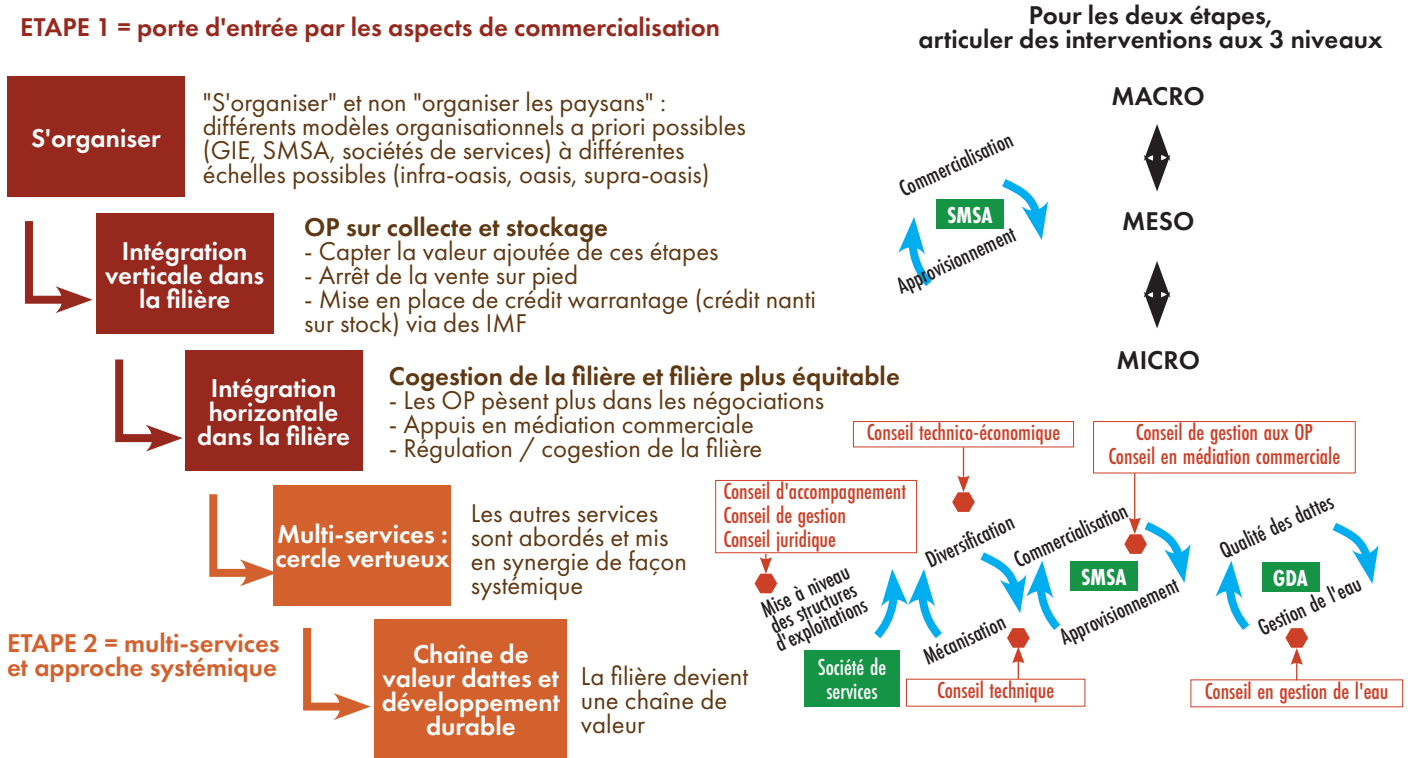 ETAPE 1 = porte d'entrée par les aspects de commercialisation
Pour les deux étapes,
articuler des interventions aux 3 niveaux
S'organiser
"S'organiser" et non "organiser les paysans" :
différents modèles organisationnels a priori possibles
(GIE, SMSA, sociétés de services) à différentes
échelles possibles (infra-oasis, oasis, supra-oasis)
MACRO
MESO
MICRO
Commercialisation
SMSA
Approvisionnement
Intégration
verticale dans
la filière
OP sur collecte et stockage
- Capter la valeur ajoutée de ces étapes
- Arrêt de la vente sur pied
- Mise en place de crédit warrantage (crédit nanti
sur stock) via des IMF
Intégration
horizontale
dans la filière
Cogestion de la filière et filière plus équitable
- Les OP pèsent plus dans les négociations
- Appuis en médiation commerciale
- Régulation / cogestion de la filière
Multi-services :
cercle vertueux
Les autres services
sont abordés et mis
en synergie de façon
systémique
ETAPE 2 = multi-services
et approche systémique
Chaîne de
valeur dattes et
développement
durable
La filière devient
une chaîne de
valeur
Conseil d'accompagnement
Conseil de gestion
Conseil juridique
Conseil technico-économique
Conseil de gestion aux OP
Conseil en médiation commerciale
Mise à niveau
des structures
d'exploitations
Société de
services
Diversification
Mécanisation
Conseil technique
Commercialisation
SMSA
Approvisionnement
Qualité des dattes
GDA
Gestion de l'eau
Conseil en gestion de l'eau